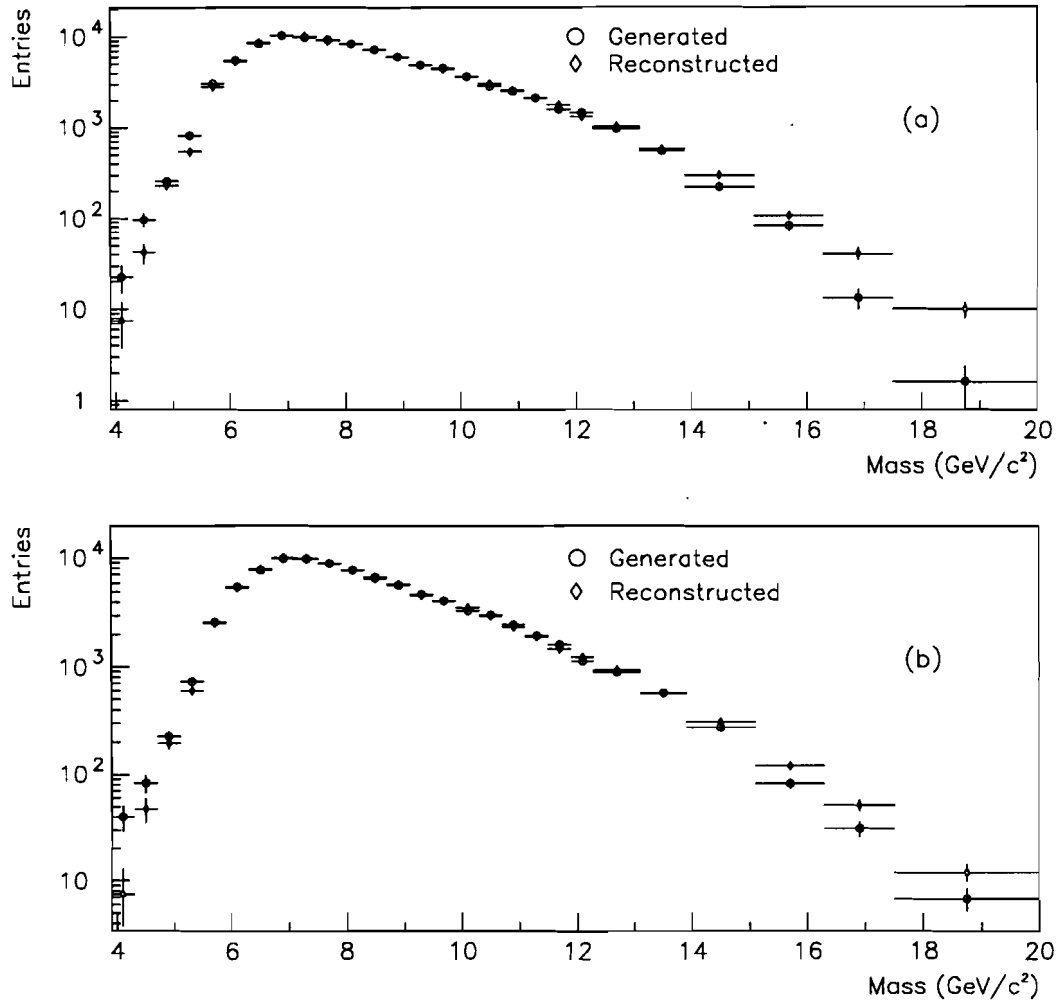 Entries
10⁴
10³
10²
10
1
Generated
Reconstructed
(a)
4 6 8 10 12 14 16 18 20
Mass (GeV/c²)
Entries
10⁴
10³
10²
10
Generated
Reconstructed
(b)
4 6 8 10 12 14 16 18 20
Mass (GeV/c²)